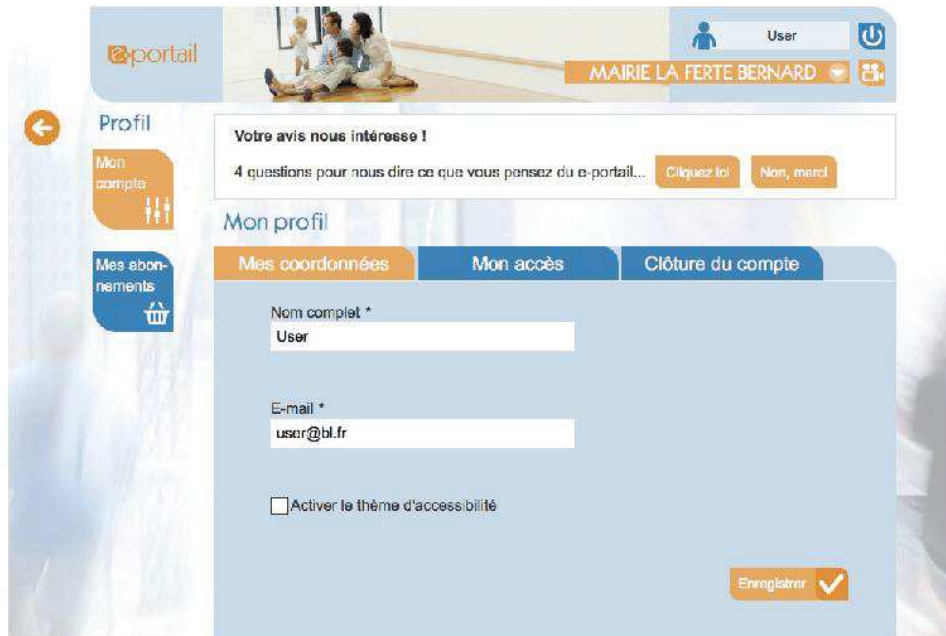 e-portail
User
MAIRIE LA FERTE BERNARD
Profil
Mon
compte
Mes abon-
nements
Votre avis nous intéresse !
4 questions pour nous dire ce que vous pensez du e-portail...
Cliquez ici
Non, merci
Mon profil
Mes coordonnées
Mon accès
Clôture du compte
Nom complet *
User
E-mail *
user@bl.fr
Activer le thème d'accessibilité
Enregistrer